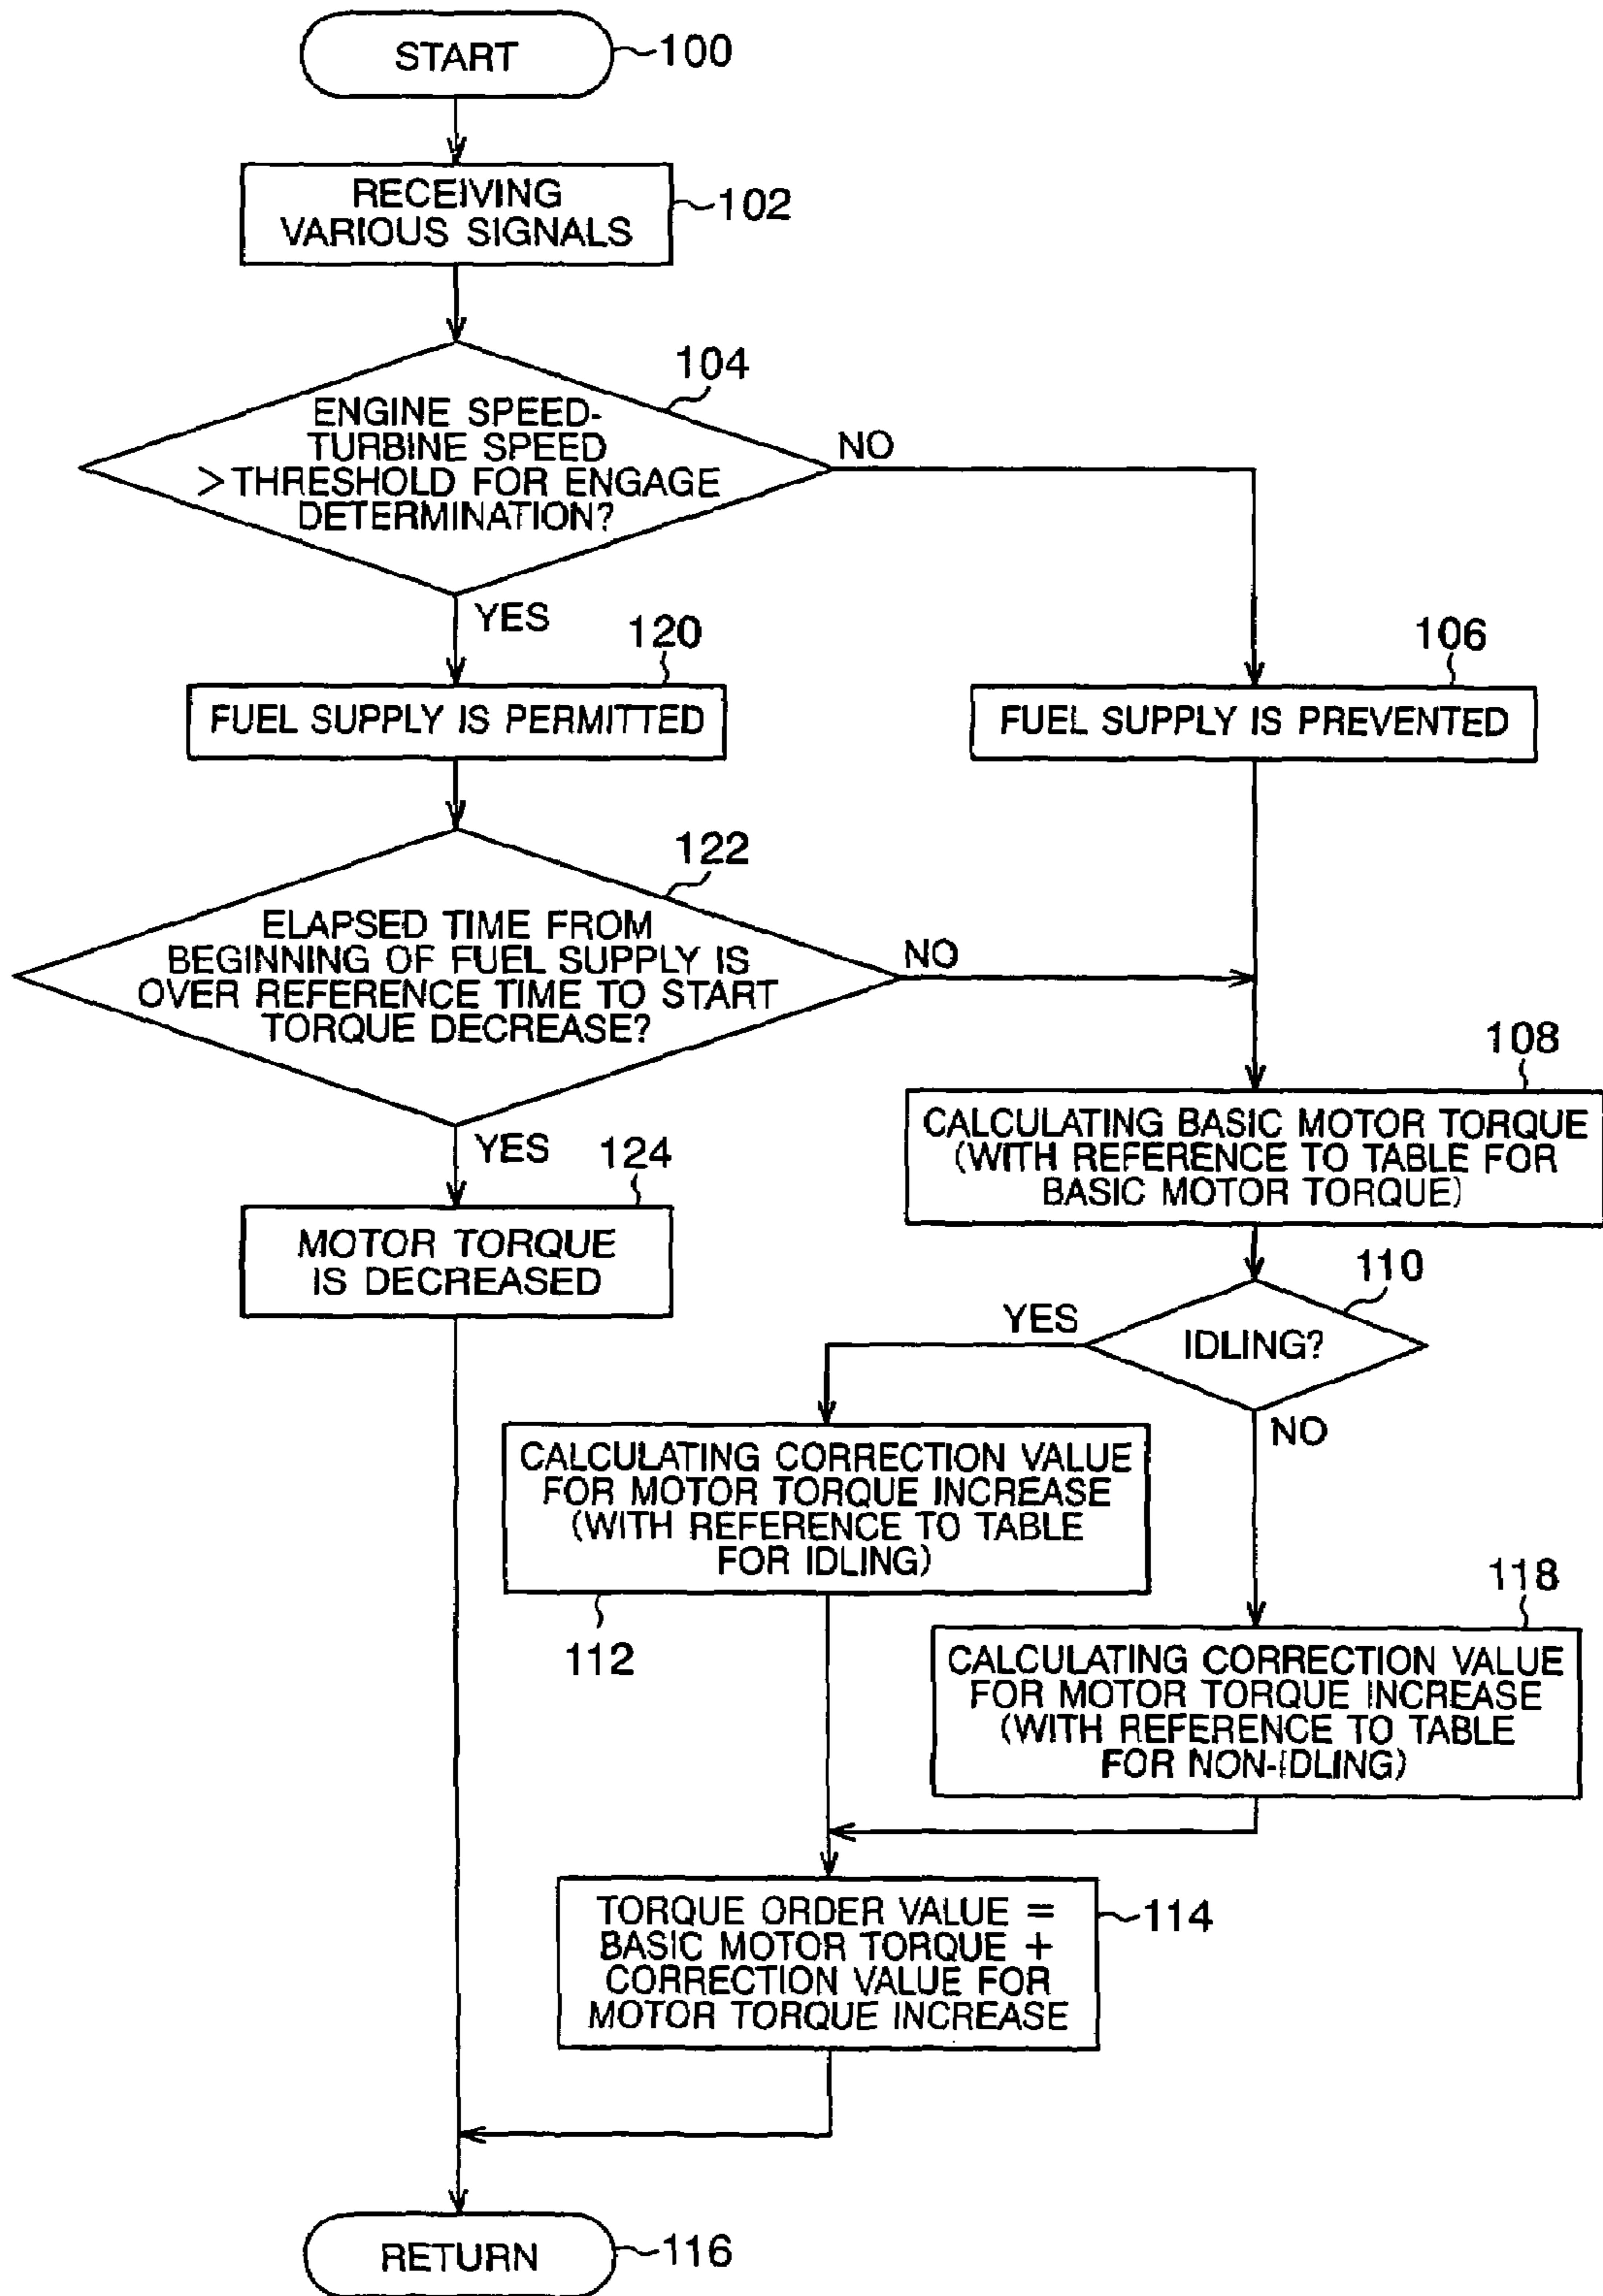 START
100
RECEIVING
VARIOUS SIGNALS
102
104
ENGINE SPEED-
TURBINE SPEED
>THRESHOLD FOR ENGAGE
DETERMINATION?
NO
YES
120
FUEL SUPPLY IS PERMITTED
106
FUEL SUPPLY IS PREVENTED
122
ELAPSED TIME FROM
BEGINNING OF FUEL SUPPLY IS
OVER REFERENCE TIME TO START
TORQUE DECREASE?
NO
YES
124
MOTOR TORQUE
IS DECREASED
108
CALCULATING BASIC MOTOR TORQUE
(WITH REFERENCE TO TABLE FOR
BASIC MOTOR TORQUE)
110
IDLING?
YES
NO
CALCULATING CORRECTION VALUE
FOR MOTOR TORQUE INCREASE
(WITH REFERENCE TO TABLE
FOR IDLING)
112
118
CALCULATING CORRECTION VALUE
FOR MOTOR TORQUE INCREASE
(WITH REFERENCE TO TABLE
FOR NON-IDLING)
TORQUE ORDER VALUE =
BASIC MOTOR TORQUE +
CORRECTION VALUE FOR
MOTOR TORQUE INCREASE
114
RETURN
116